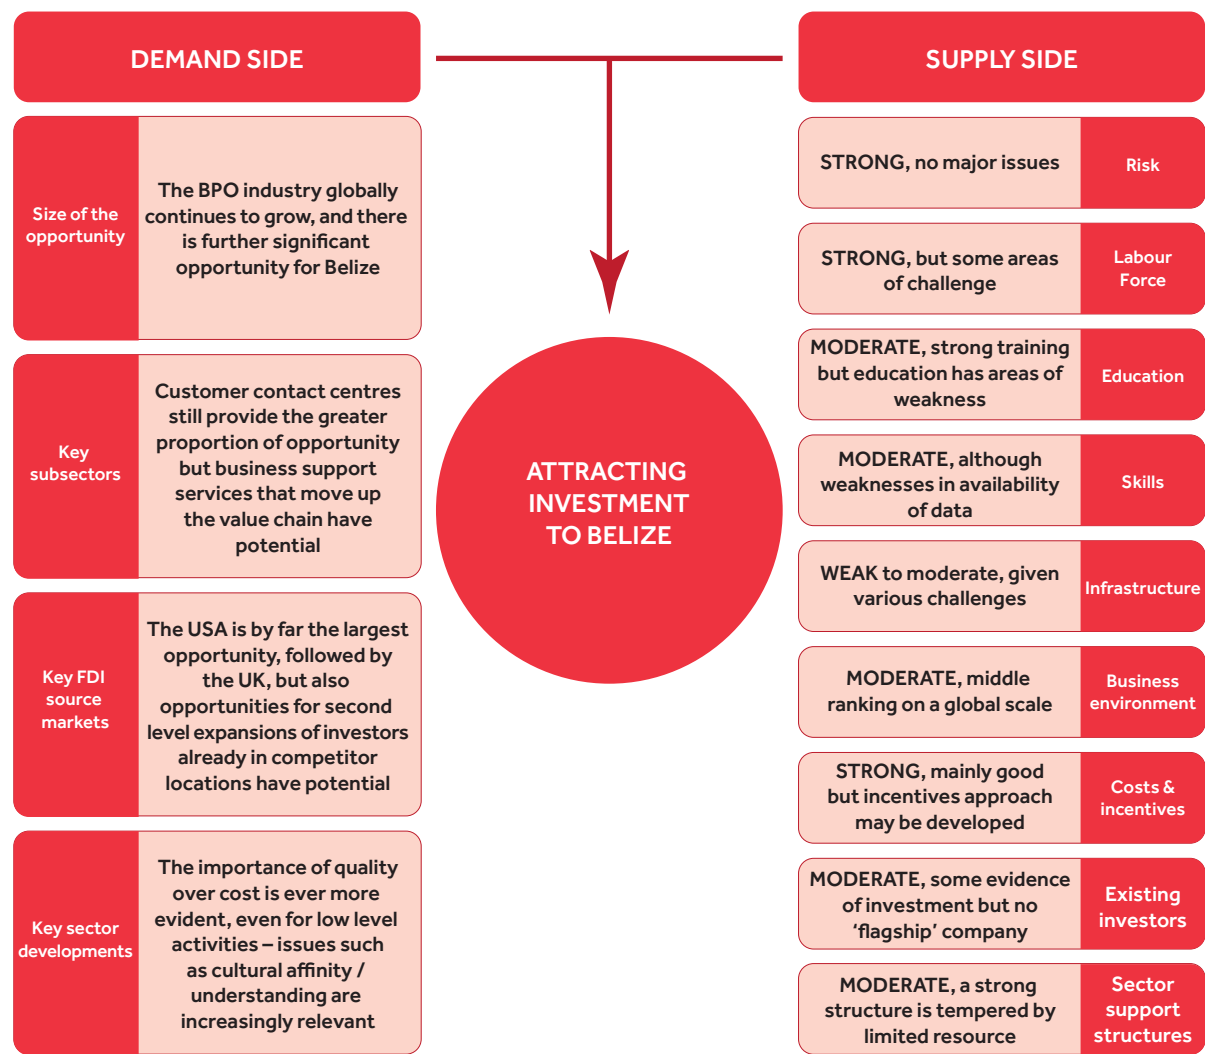 DEMAND SIDE
Size of the
opportunity
The BPO industry globally
continues to grow, and there
is further significant
opportunity for Belize
Key
subsectors
Customer contact centres
still provide the greater
proportion of opportunity
but business support
services that move up
the value chain have
potential
Key FDI
source
markets
The USA is by far the largest
opportunity, followed by
the UK, but also
opportunities for second
level expansions of investors
already in competitor
locations have potential
Key sector
developments
The importance of quality
over cost is ever more
evident, even for low level
activities – issues such
as cultural affinity /
understanding are
increasingly relevant
ATTRACTING
INVESTMENT
TO BELIZE
SUPPLY SIDE
STRONG, no major issues
Risk
STRONG, but some areas
of challenge
Labour
Force
MODERATE, strong training
but education has areas of
weakness
Education
MODERATE, although
weaknesses in availability
of data
Skills
WEAK to moderate, given
various challenges
Infrastructure
MODERATE, middle
ranking on a global scale
Business
environment
STRONG, mainly good
but incentives approach
may be developed
Costs &
incentives
MODERATE, some evidence
of investment but no
‘flagship’ company
Existing
investors
MODERATE, a strong
structure is tempered by
limited resource
Sector
support
structures